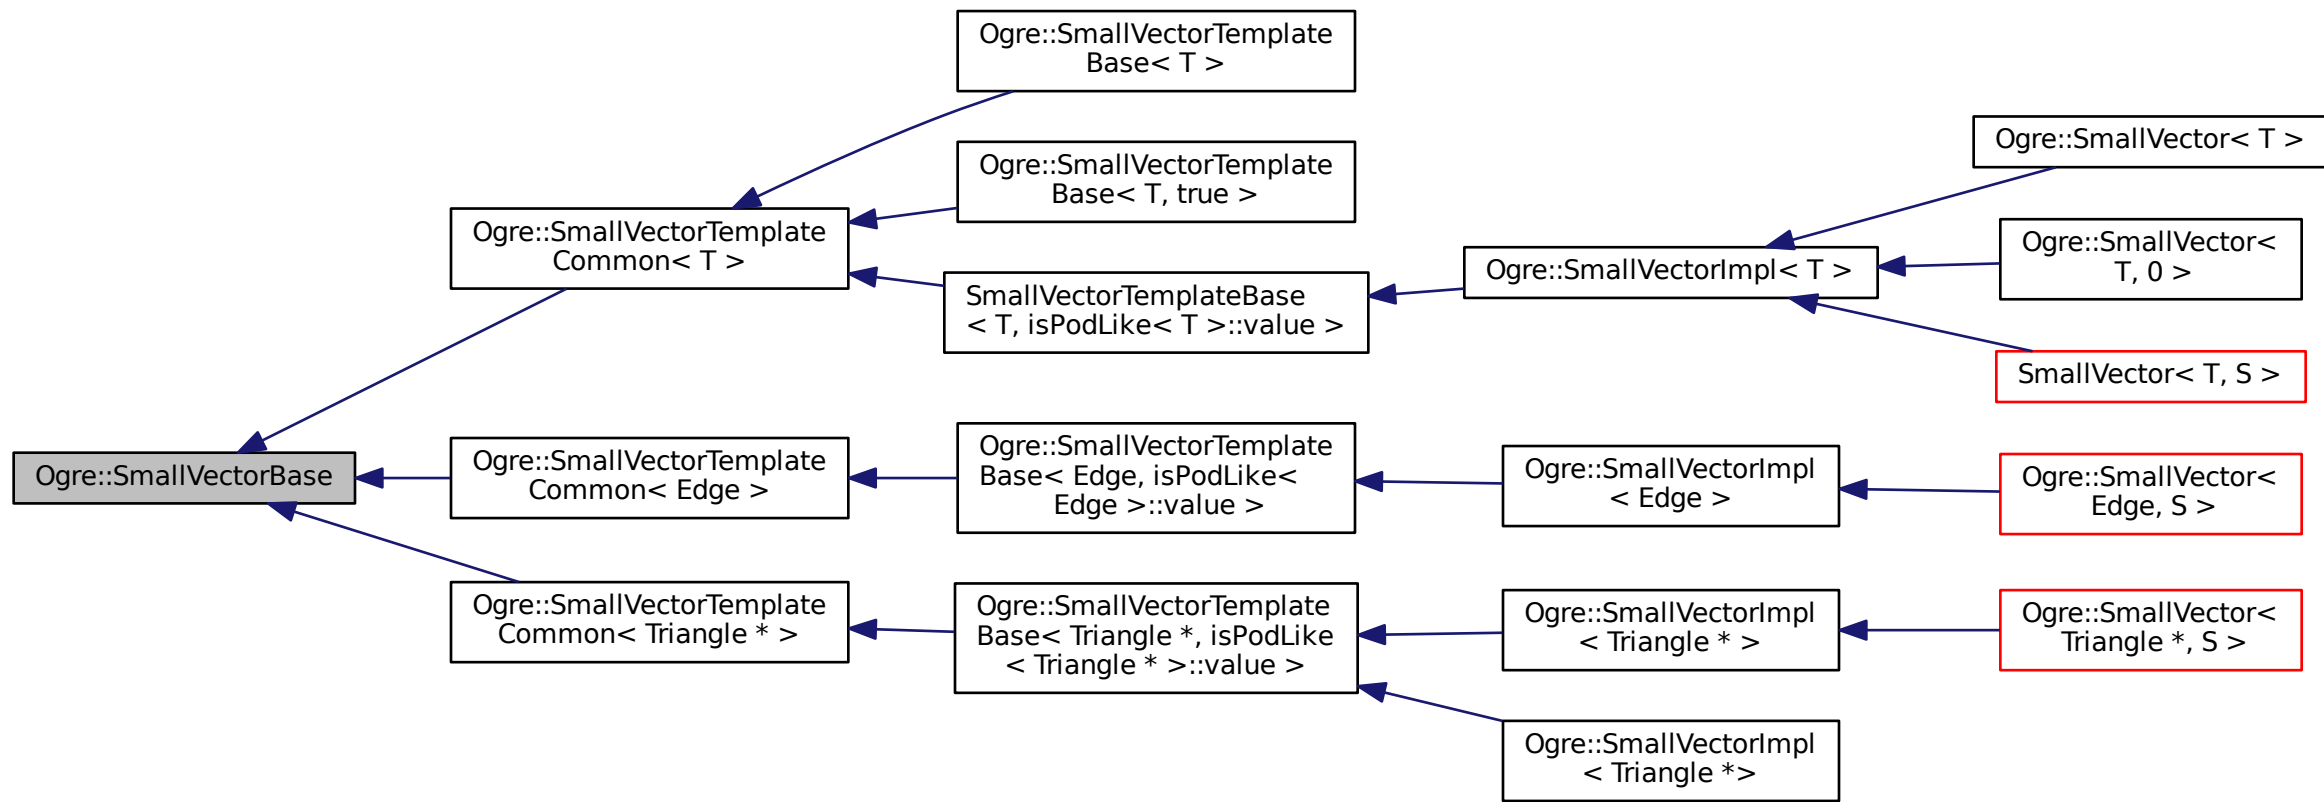 Ogre::SmallVectorTemplate
Base< T >
Ogre::SmallVectorTemplate
Base< T, true >
Ogre::SmallVectorTemplate
Common< T >
SmallVectorTemplateBase
< T, isPodLike< T >::value >
Ogre::SmallVectorImpl< T >
Ogre::SmallVector< T >
Ogre::SmallVector<
T, 0 >
SmallVector< T, S >
Ogre::SmallVectorBase
Ogre::SmallVectorTemplate
Common< Edge >
Ogre::SmallVectorTemplate
Base< Edge, isPodLike<
Edge >::value >
Ogre::SmallVectorImpl
< Edge >
Ogre::SmallVector<
Edge, S >
Ogre::SmallVectorTemplate
Common< Triangle * >
Ogre::SmallVectorTemplate
Base< Triangle *, isPodLike
< Triangle * >::value >
Ogre::SmallVectorImpl
< Triangle * >
Ogre::SmallVector<
Triangle *, S >
Ogre::SmallVectorImpl
< Triangle *>